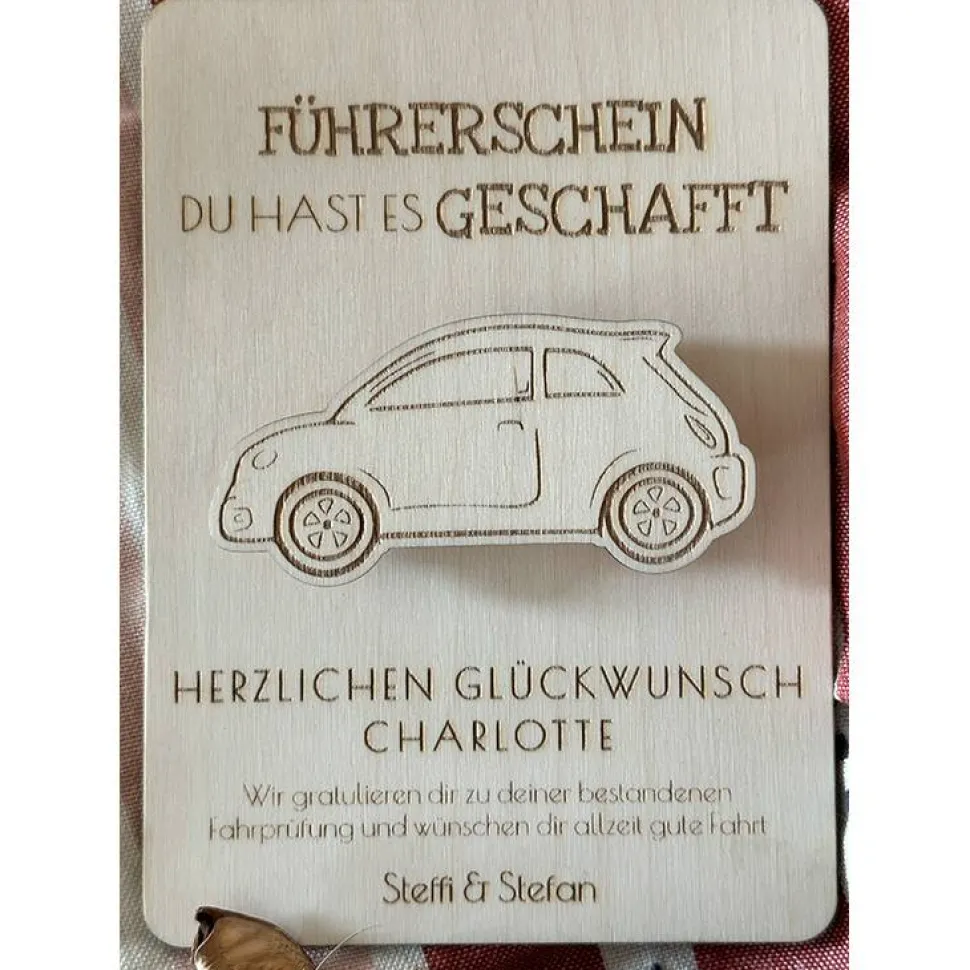 FÜHRERSCHEIN
DU HAST ES GESCHAFFT
HERZLICHEN GLÜCKWUNSCH
CHARLOTTE
Wir gratulieren dir zu deiner bestandenen
Fahrprüfung und wünschen dir allzeit gute Fahrt
Steffi & Stefan